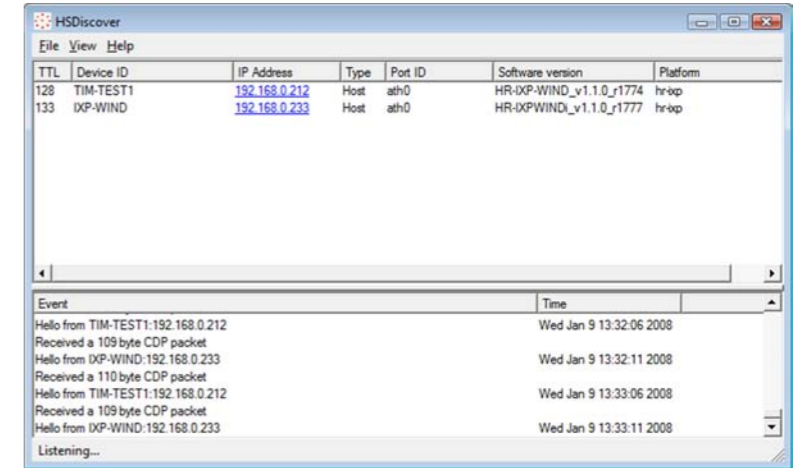 HSDiscover
File View Help
TTL Device ID IP Address Type Port ID Software version Platform
128 TIM-TEST1 192.168.0.212 Host ath0 HR-IXP-WIND_v1.1.0_r1774 hr-ixp
133 IXP-WIND 192.168.0.233 Host ath0 HR-IXPWINDi_v1.1.0_r1777 hr-ixp
Event Time
Hello from TIM-TEST1:192.168.0.212 Wed Jan 9 13:32:06 2008
Received a 109 byte CDP packet
Hello from IXP-WIND:192.168.0.233 Wed Jan 9 13:32:11 2008
Received a 110 byte CDP packet
Hello from TIM-TEST1:192.168.0.212 Wed Jan 9 13:33:06 2008
Received a 109 byte CDP packet
Hello from IXP-WIND:192.168.0.233 Wed Jan 9 13:33:11 2008
Listening...